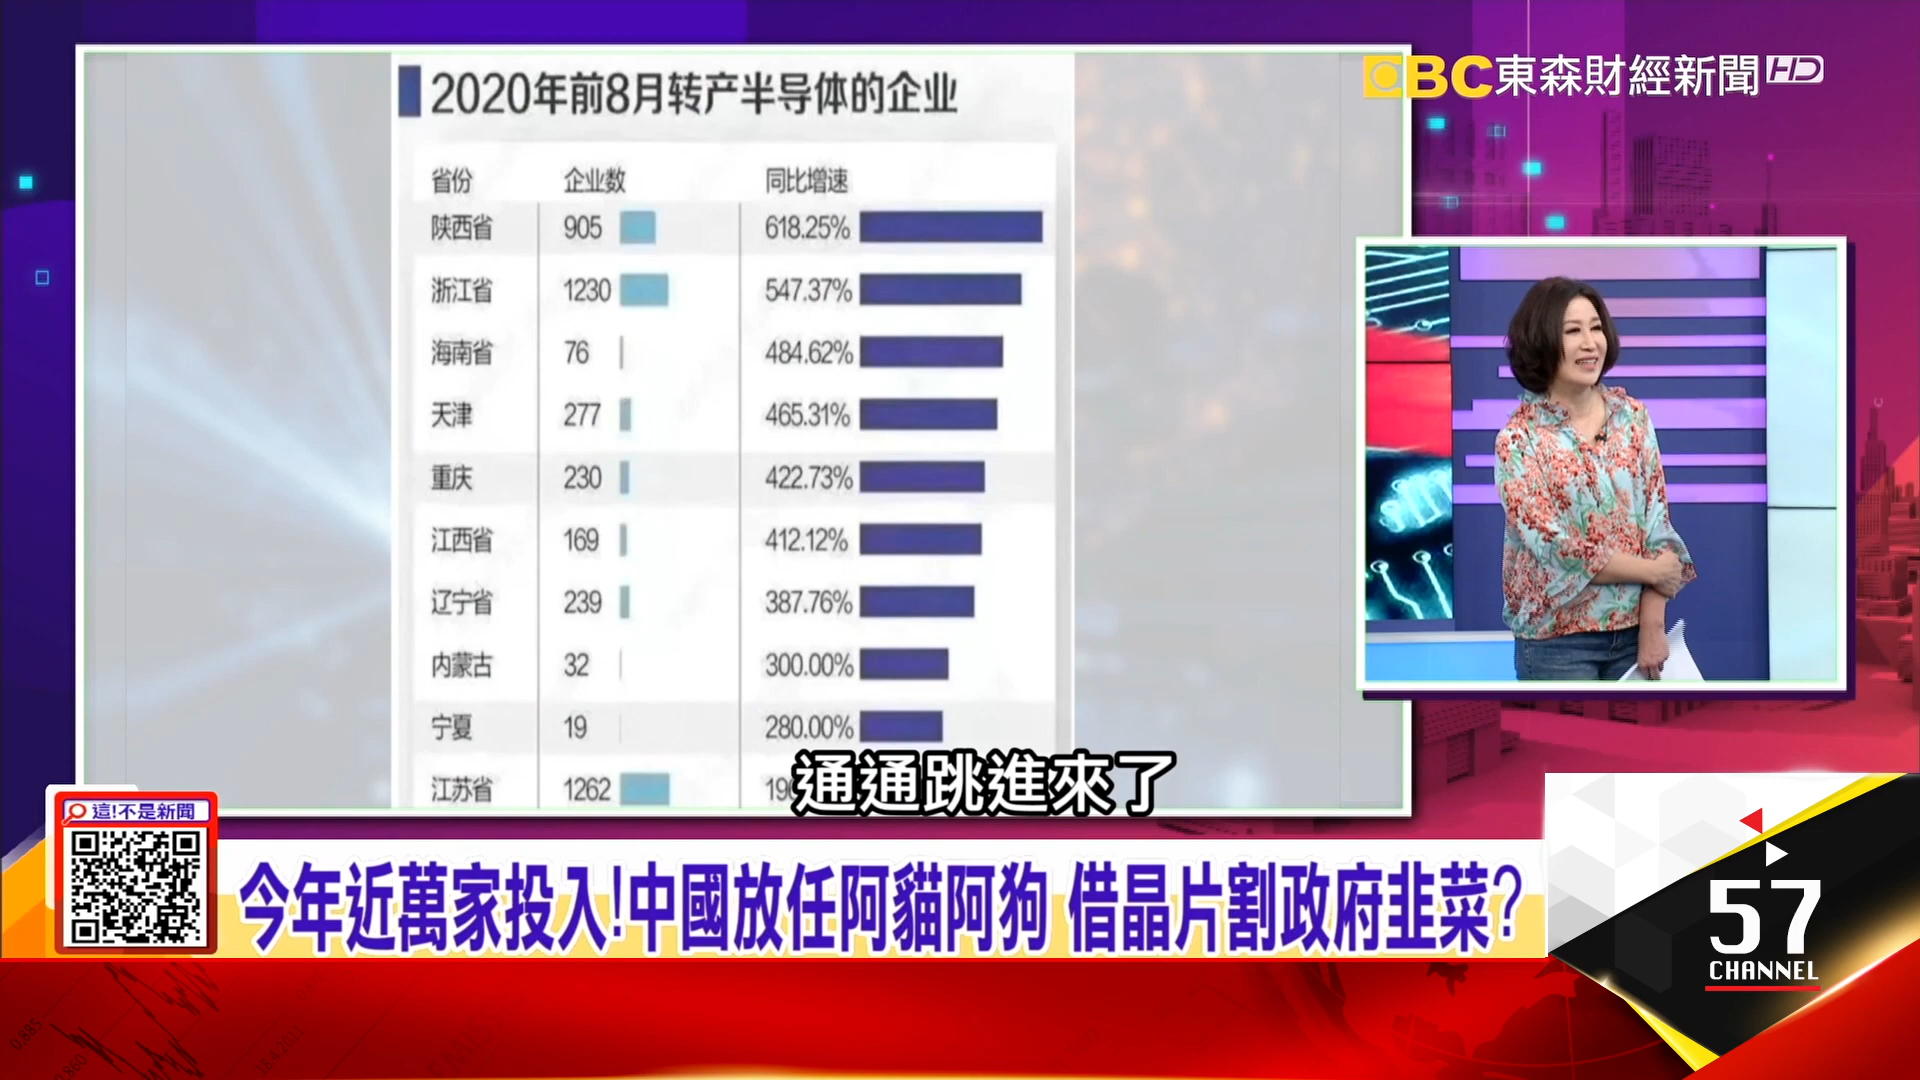 2020年前8月转产半导体的企业
EBC東森財經新聞HD
省份 企业数 同比增速
陕西省 905 618.25%
浙江省 1230 547.37%
海南省 76 484.62%
天津 277 465.31%
重庆 230 422.73%
江西省 169 412.12%
辽宁省 239 387.76%
内蒙古 32 300.00%
宁夏 19 280.00%
江苏省 1262
通通跳進來了
這!不是新聞
今年近萬家投入!中國放任阿貓阿狗 借晶片割政府韭菜?
57
CHANNEL